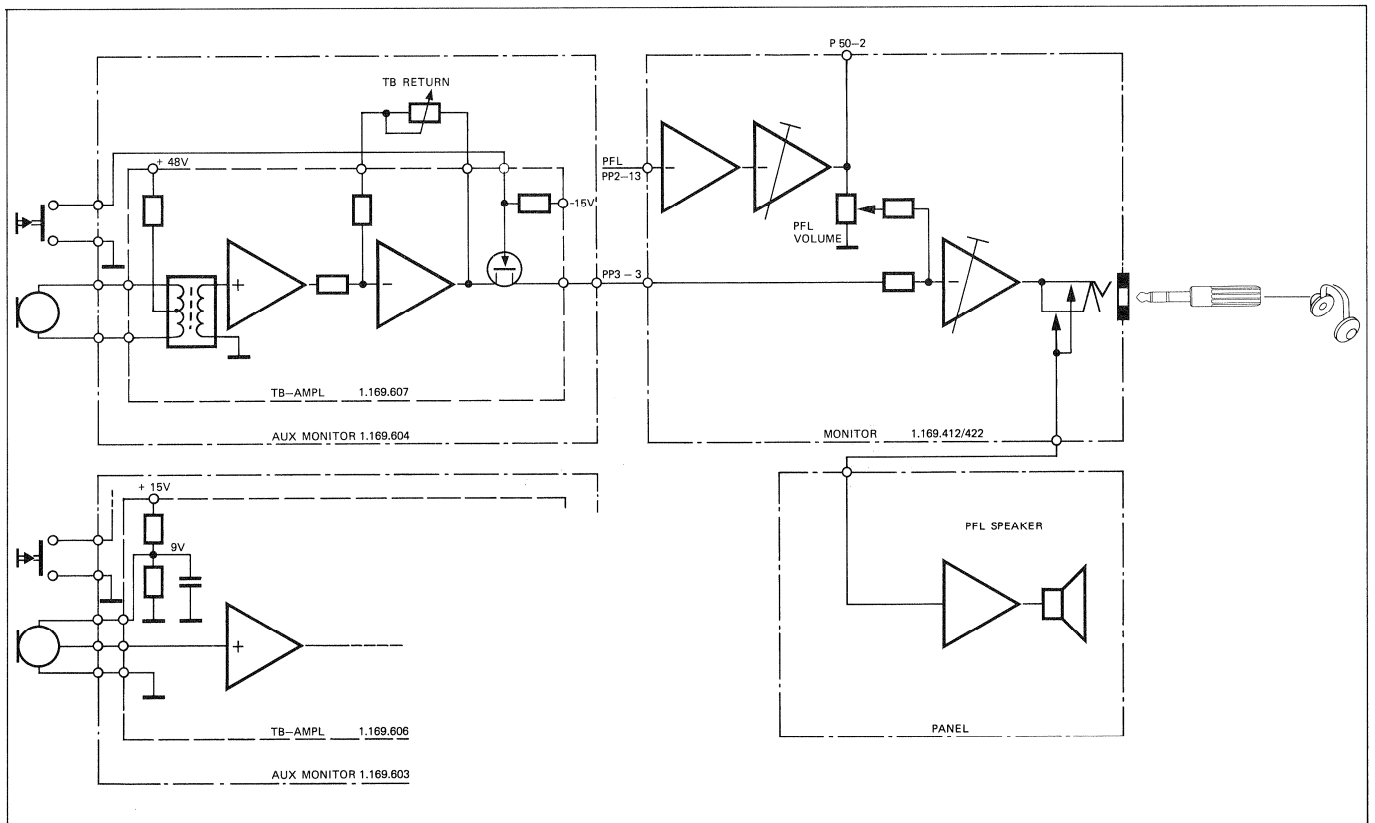 P 50-2
TB RETURN
+ 48V
PFL
PP2-13
-15V
PFL
VOLUME
PP3-3
+
-
-
-
-
-
TB-AMPL 1.169.607
AUX MONITOR 1.169.604
MONITOR 1.169.412/422
+ 15V
9V
PFL SPEAKER
+
TB-AMPL 1.169.606
PANEL
AUX MONITOR 1.169.603